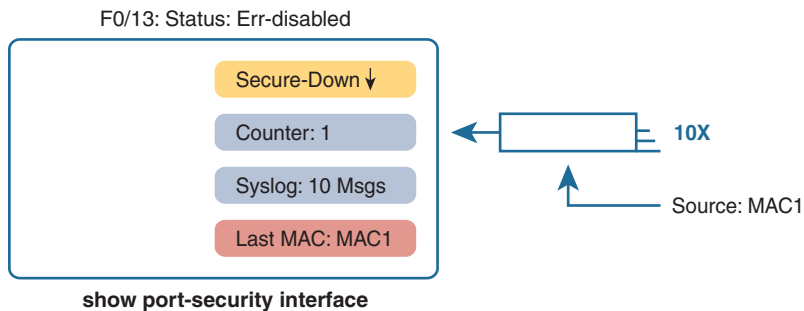 F0/13: Status: Err-disabled
Secure-Down
Counter: 1
Syslog: 10 Msgs
Last MAC: MAC1
10X
Source: MAC1
show port-security interface